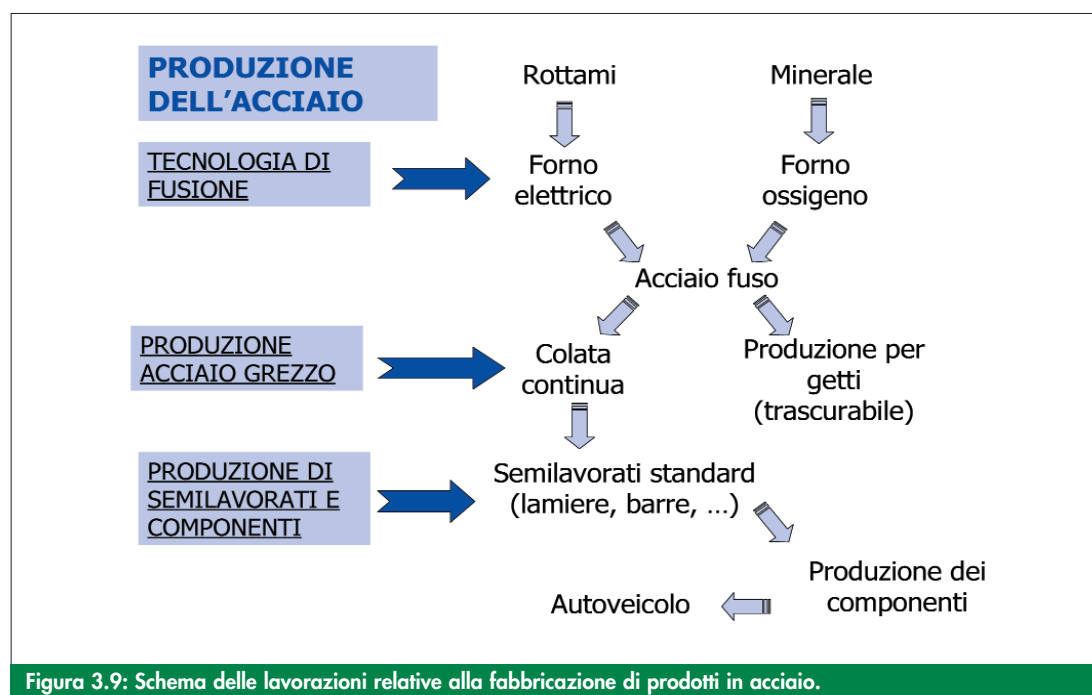 PRODUZIONE
DELL'ACCIAIO
Rottami
Minerale
TECNOLOGIA DI
FUSIONE
Forno
elettrico
Forno
ossigeno
Acciaio fuso
PRODUZIONE
ACCIAIO GREZZO
Colata
continua
Produzione per
getti
(trascurabile)
PRODUZIONE DI
SEMILAVORATI E
COMPONENTI
Semilavorati standard
(lamiere, barre, ...)
Produzione dei
componenti
Autoveicolo
Figura 3.9: Schema delle lavorazioni relative alla fabbricazione di prodotti in acciaio.